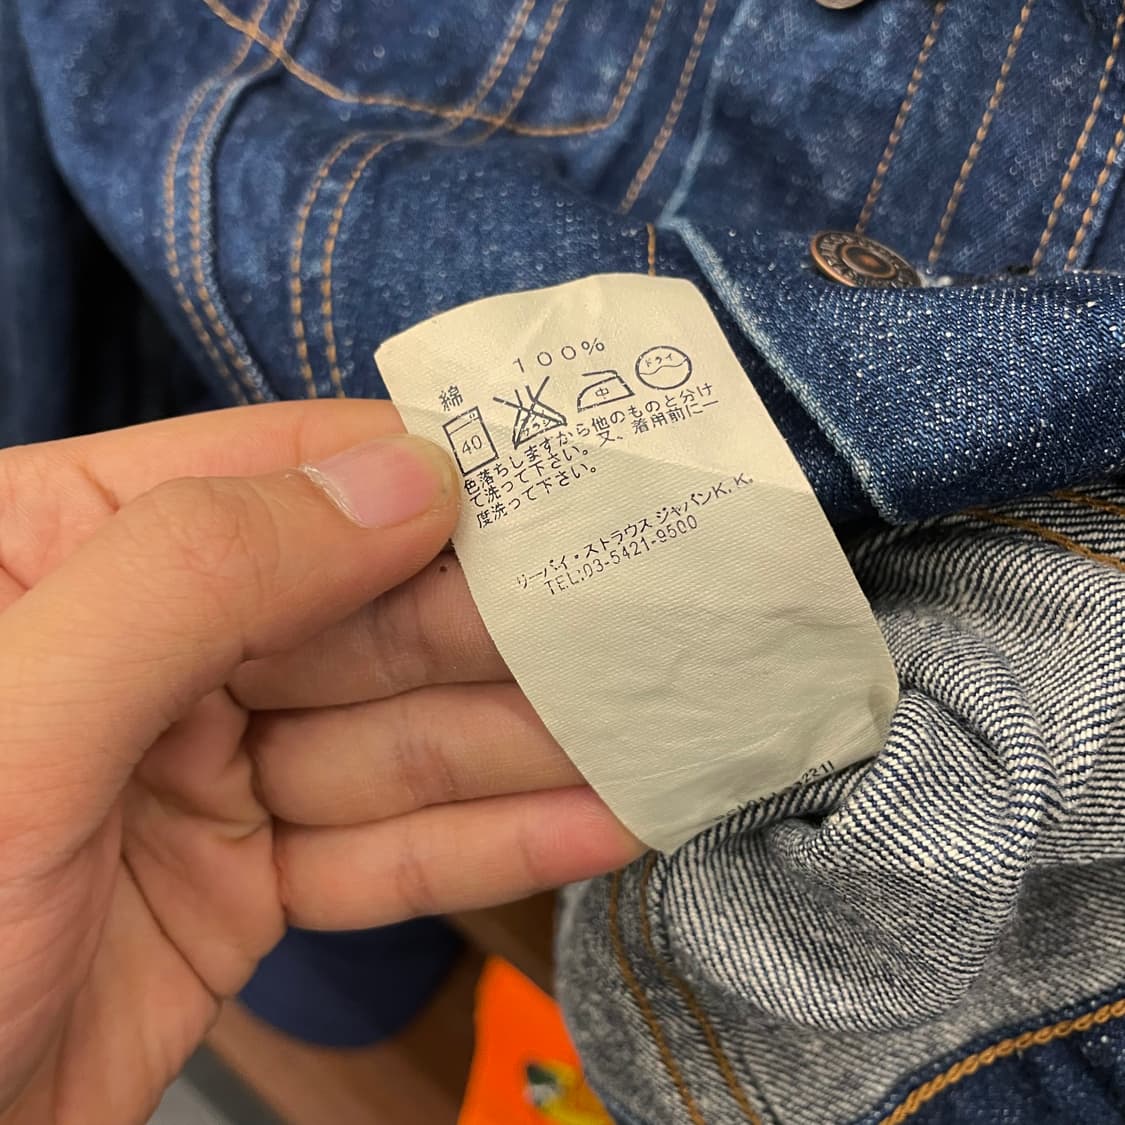 100%
綿
40
中
ドライ
色落ちしますから他のものと分け
て洗って下さい。又、着用前に一
度洗って下さい。
リーバイ・ストラウス ジャパンK.K.
TEL:03-5421-9500